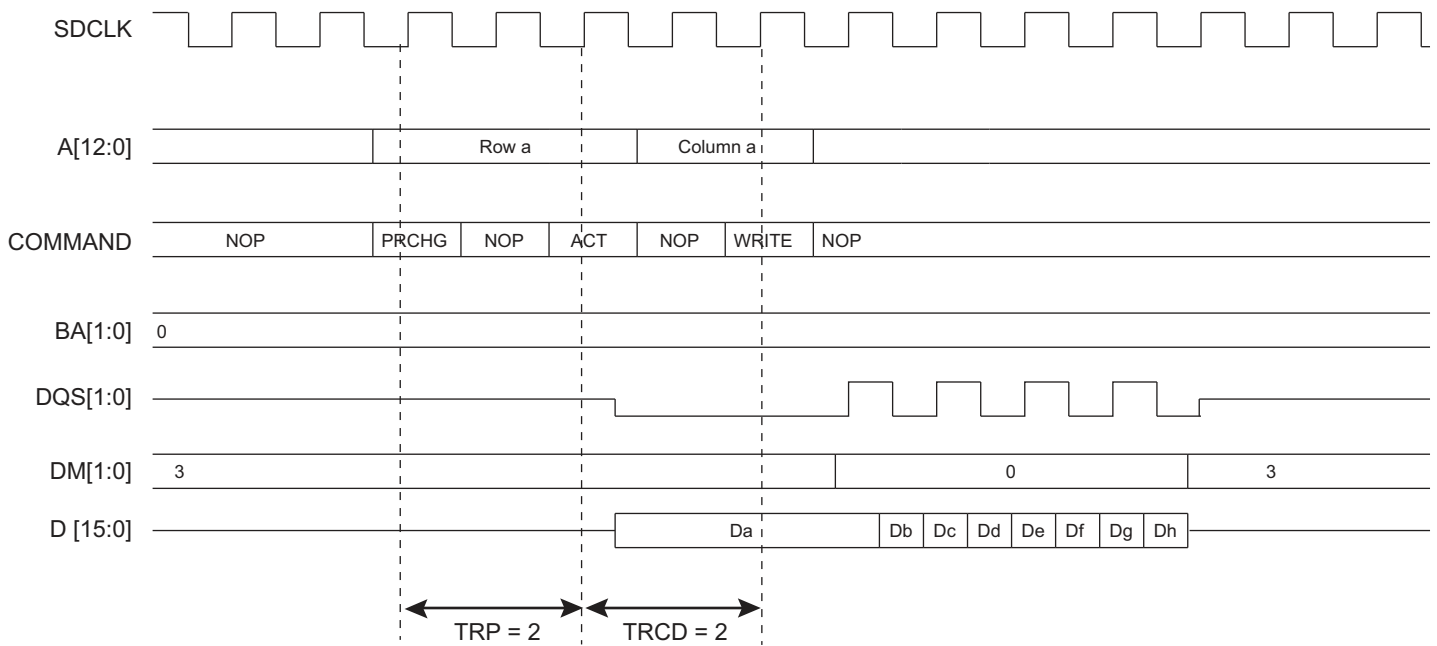 SDCLK
A[12:0] Row a Column a
COMMAND NOP PRCHG NOP ACT NOP WRITE NOP
BA[1:0] 0
DQS[1:0]
DM[1:0] 3 0 3
D [15:0] Da Db Dc Dd De Df Dg Dh
TRP = 2 TRCD = 2